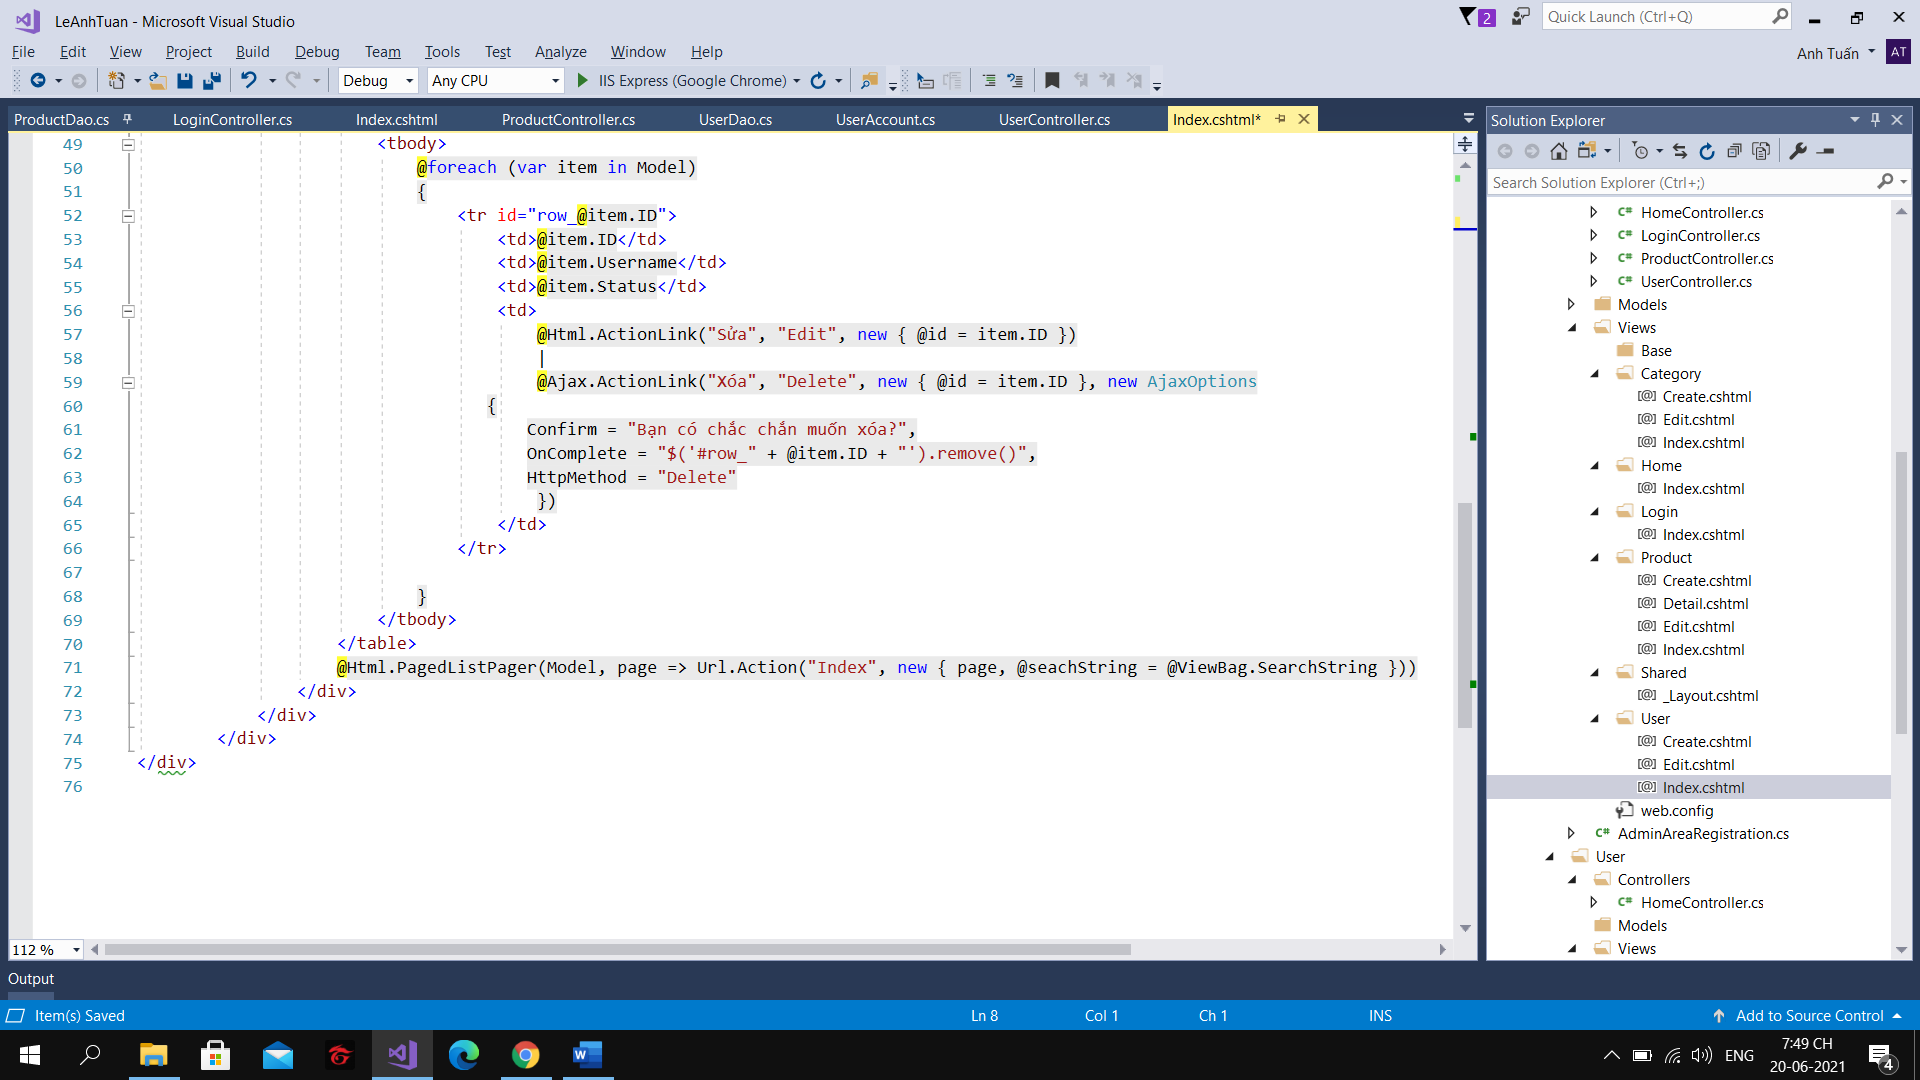 LeAnhTuan - Microsoft Visual Studio
2
Quick Launch (Ctrl+Q)
File Edit View Project Build Debug Team Tools Test Analyze Window Help
Anh Tuấn AT
Debug Any CPU IIS Express (Google Chrome)
ProductDao.cs LoginController.cs Index.cshtml ProductController.cs UserDao.cs UserAccount.cs UserController.cs Index.cshtml*
49 <tbody>
50 @foreach (var item in Model)
51 {
52 <tr id="row_@item.ID">
53 <td>@item.ID</td>
54 <td>@item.Username</td>
55 <td>@item.Status</td>
56 <td>
57 @Html.ActionLink("Sửa", "Edit", new { @id = item.ID })
58 |
59 @Ajax.ActionLink("Xóa", "Delete", new { @id = item.ID }, new AjaxOptions
60 {
61 Confirm = "Bạn có chắc chắn muốn xóa?",
62 OnComplete = "$('#row_" + @item.ID + "').remove()",
63 HttpMethod = "Delete"
64 })
65 </td>
66 </tr>
67
68 }
69 </tbody>
70 </table>
71 @Html.PagedListPager(Model, page => Url.Action("Index", new { page, @seachString = @ViewBag.SearchString }))
72 </div>
73 </div>
74 </div>
75 </div>
76
112 %
Solution Explorer
Search Solution Explorer (Ctrl+;)
C# HomeController.cs
C# LoginController.cs
C# ProductController.cs
C# UserController.cs
Models
Views
Base
Category
[@] Create.cshtml
[@] Edit.cshtml
[@] Index.cshtml
Home
[@] Index.cshtml
Login
[@] Index.cshtml
Product
[@] Create.cshtml
[@] Detail.cshtml
[@] Edit.cshtml
[@] Index.cshtml
Shared
[@] _Layout.cshtml
User
[@] Create.cshtml
[@] Edit.cshtml
[@] Index.cshtml
web.config
C# AdminAreaRegistration.cs
User
Controllers
C# HomeController.cs
Models
Views
Output
Item(s) Saved Ln 8 Col 1 Ch 1 INS Add to Source Control
W
ENG
7:49 CH
20-06-2021
4